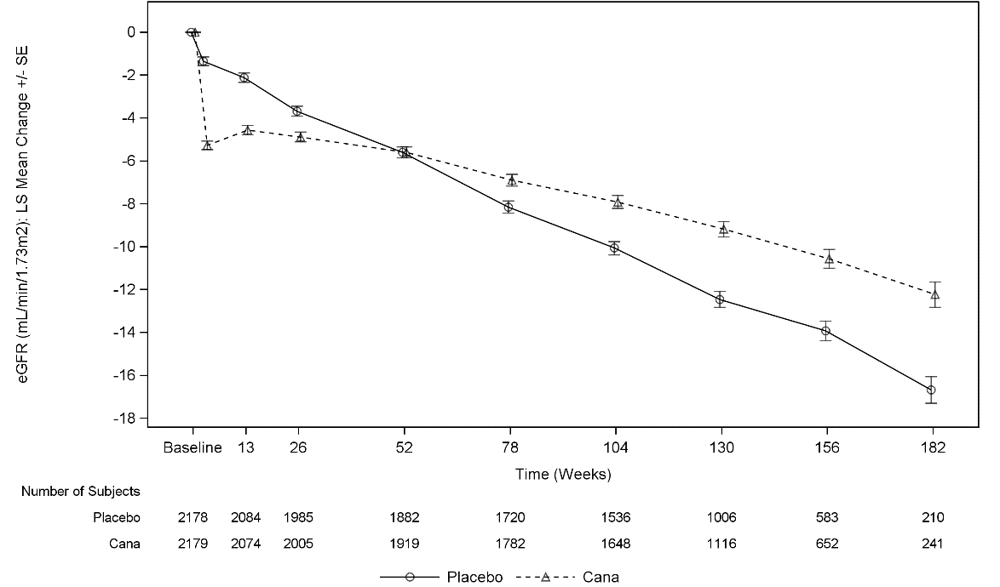 eGFR (mL/min/1.73m2): LS Mean Change +/- SE
0
-2
-4
-6
-8
-10
-12
-14
-16
-18
Baseline 13 26 52 78 104 130 156 182
Time (Weeks)
Number of Subjects
Placebo 2178 2084 1985 1882 1720 1536 1006 583 210
Cana 2179 2074 2005 1919 1782 1648 1116 652 241
Placebo Cana